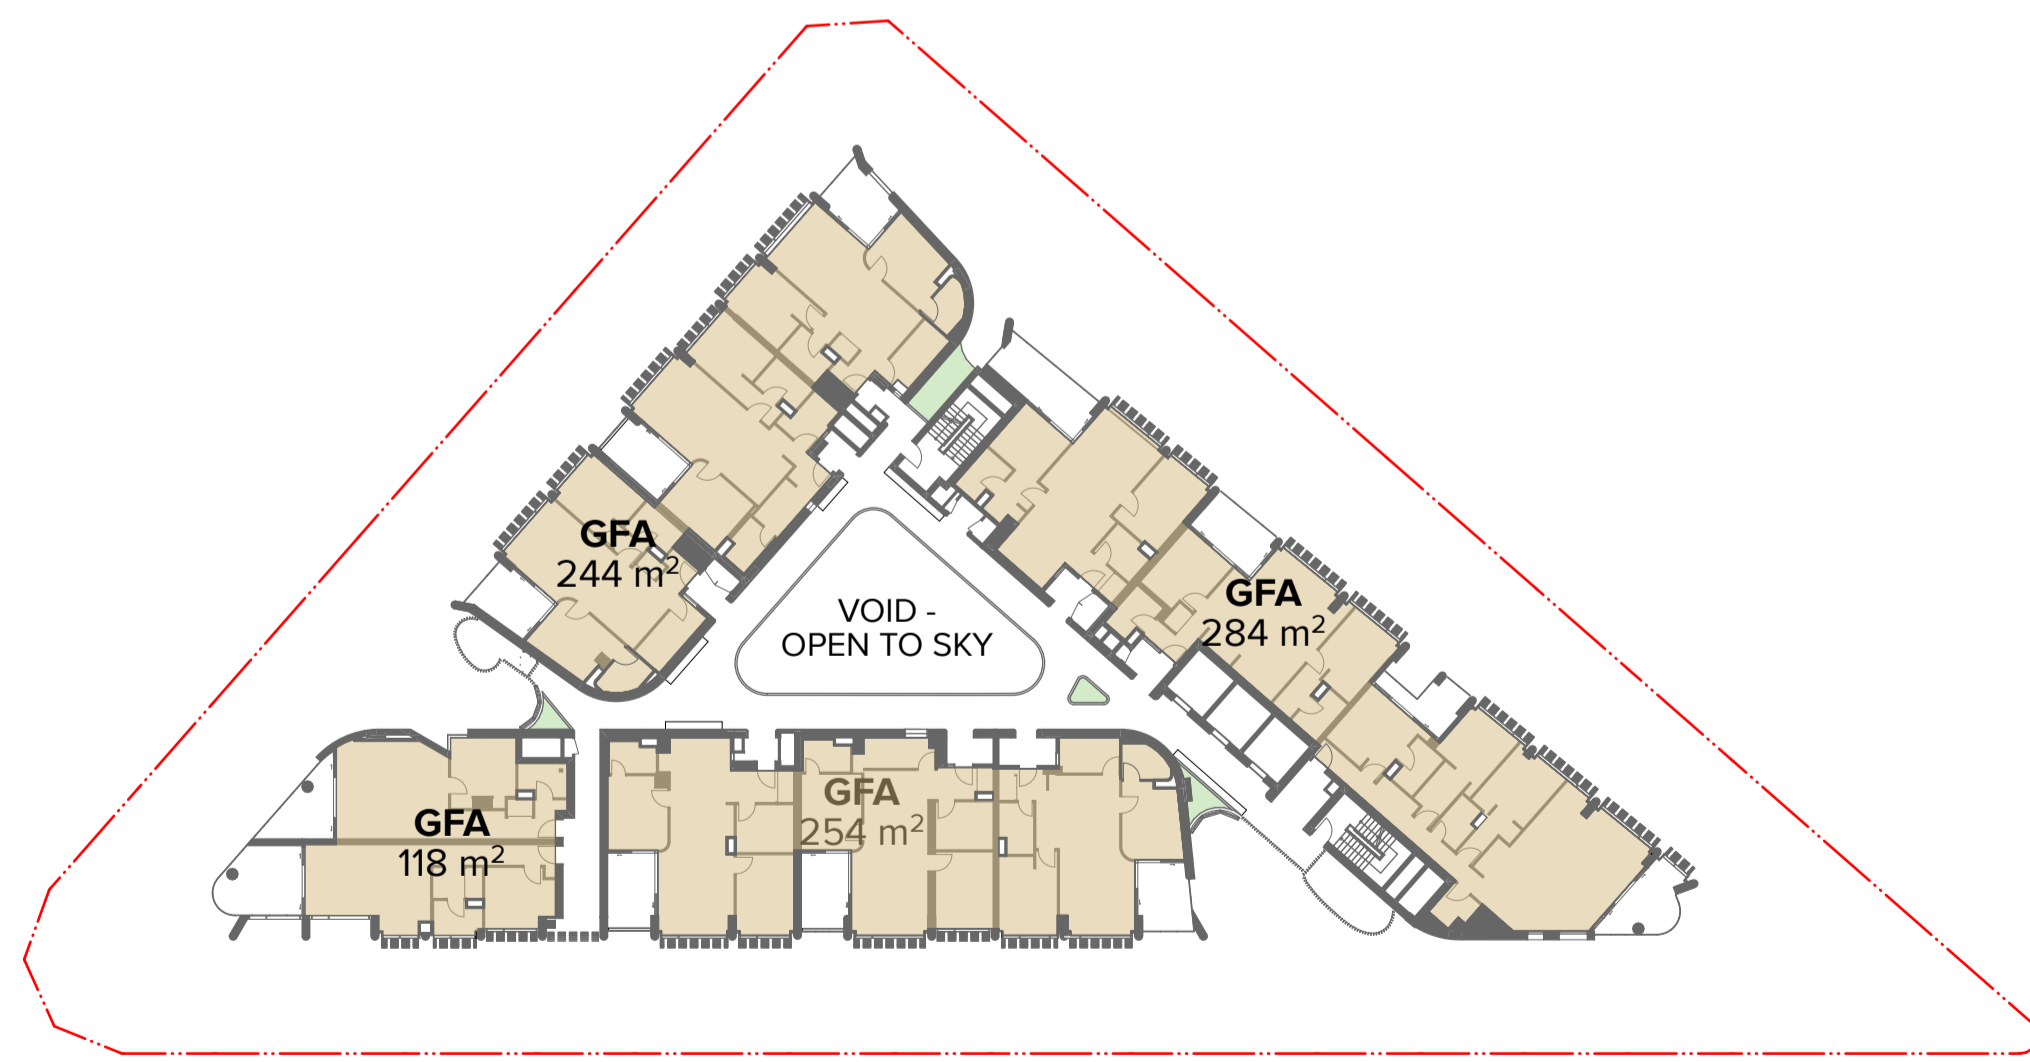 GFA
244 m²
VOID -
OPEN TO SKY
GFA
284 m²
GFA
118 m²
GFA
254 m²